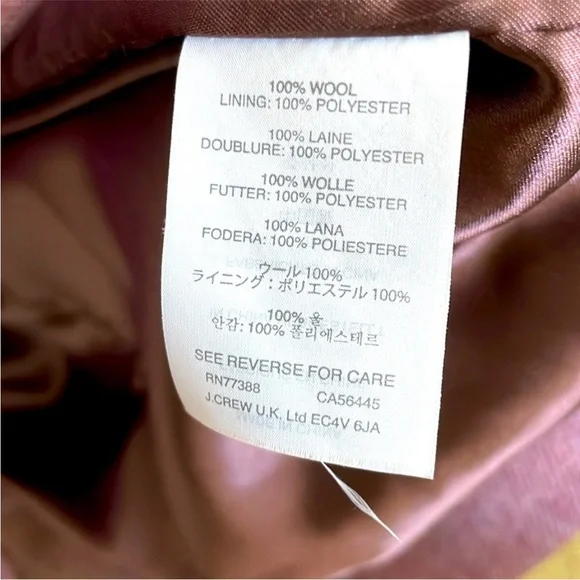 100% WOOL
LINING: 100% POLYESTER
100% LAINE
DOUBLURE: 100% POLYESTER
100% WOLLE
FUTTER: 100% POLYESTER
100% LANA
FODERA: 100% POLIESTERE
ウール 100%
ライニング：ポリエステル 100%
100% 울
안감: 100% 폴리에스테르
SEE REVERSE FOR CARE
RN77388 CA56445
J.CREW U.K. Ltd EC4V 6JA